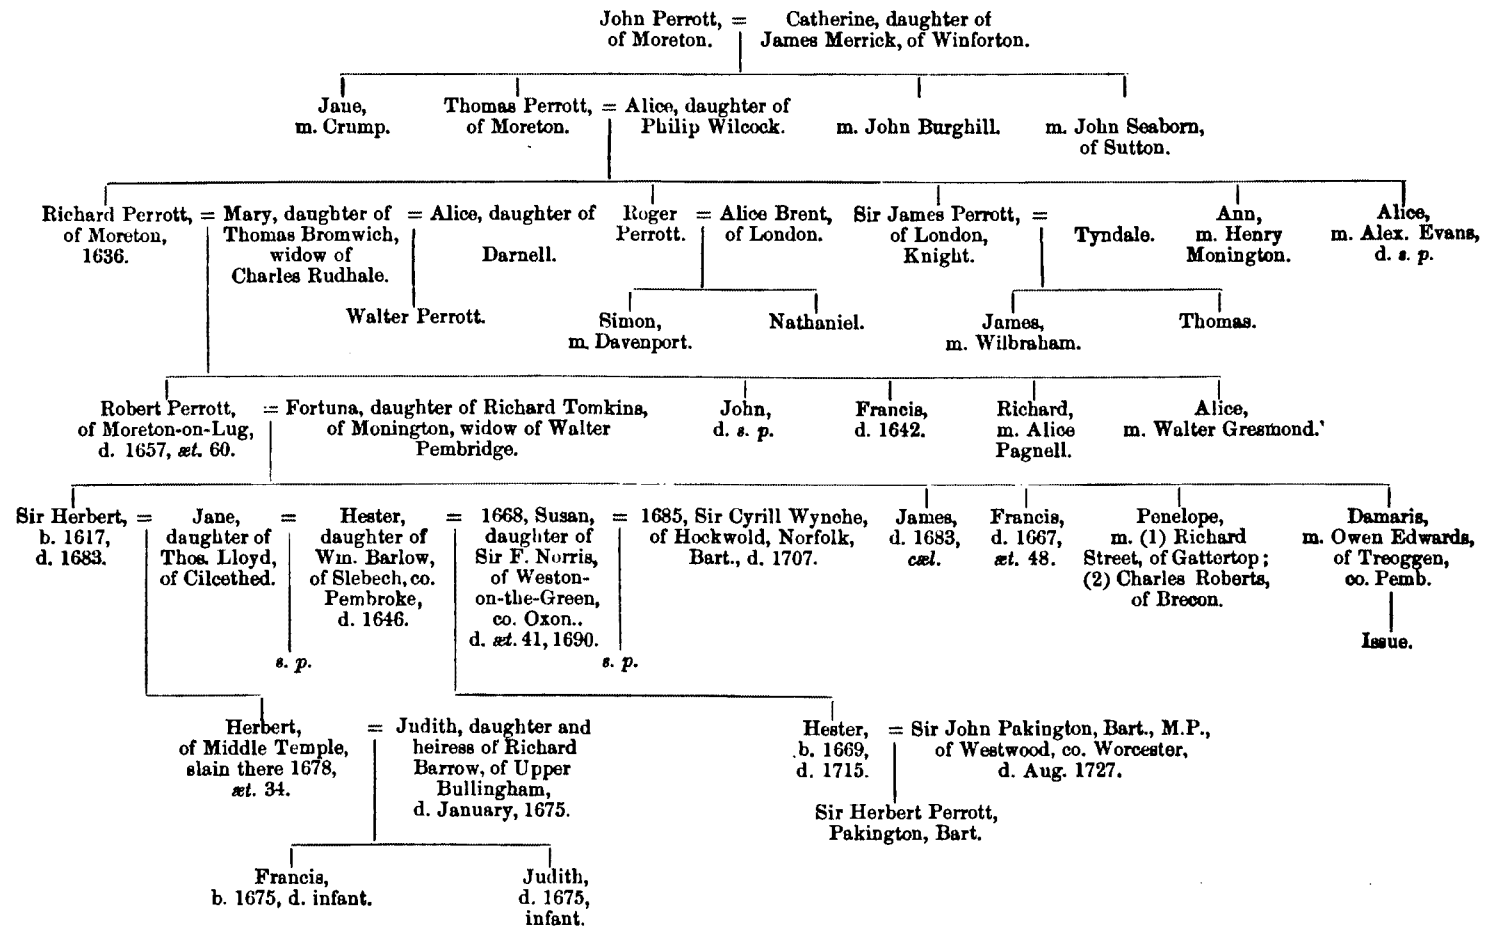 John Perrott, = Catherine, daughter of
of Moreton. James Merrick, of Winforton.
Jane,
m. Crump.
Thomas Perrott, = Alice, daughter of
of Moreton. Philip Wilcock.
m. John Burghill.
m. John Seaborn,
of Sutton.
Richard Perrott, =
of Moreton,
1636.
Mary, daughter of
Thomas Bromwich,
widow of
Charles Rudhale.
= Alice, daughter of
Darnell.
Roger
Perrott.
= Alice Brent,
of London.
Sir James Perrott, =
of London,
Knight.
Tyndale.
Ann,
m. Henry
Monington.
Alice,
m. Alex. Evans,
d. s. p.
Walter Perrott.
Simon,
m. Davenport.
Nathaniel.
James,
m. Wilbraham.
Thomas.
Robert Perrott,
of Moreton-on-Lug,
d. 1657, æt. 60.
= Fortuna, daughter of Richard Tomkins,
of Monington, widow of Walter
Pembridge.
John,
d. s. p.
Francis,
d. 1642.
Richard,
m. Alice
Pagnell.
Alice,
m. Walter Gresmond.'
Sir Herbert, =
b. 1617,
d. 1683.
Jane,
daughter of
Thos. Lloyd,
of Cilcethed.
=
Hester,
daughter of
Wm. Barlow,
of Slebech, co.
Pembroke,
d. 1646.
=
1668, Susan,
daughter of
Sir F. Norris,
of Weston-
on-the-Green,
co. Oxon..
d. æt. 41, 1690.
= 1685, Sir Cyrill Wynche,
of Hockwold, Norfolk,
Bart., d. 1707.
James,
d. 1683,
cæl.
Francis,
d. 1667,
æt. 48.
Penelope,
m. (1) Richard
Street, of Gattertop;
(2) Charles Roberts,
of Brecon.
Damaris,
m. Owen Edwards,
of Treoggen,
co. Pemb.
Issue.
s. p.
s. p.
Herbert,
of Middle Temple,
slain there 1678,
æt. 34.
= Judith, daughter and
heiress of Richard
Barrow, of Upper
Bullingham,
d. January, 1675.
Hester,
b. 1669,
d. 1715.
= Sir John Pakington, Bart., M.P.,
of Westwood, co. Worcester,
d. Aug. 1727.
Sir Herbert Perrott,
Pakington, Bart.
Francis,
b. 1675, d. infant.
Judith,
d. 1675,
infant.